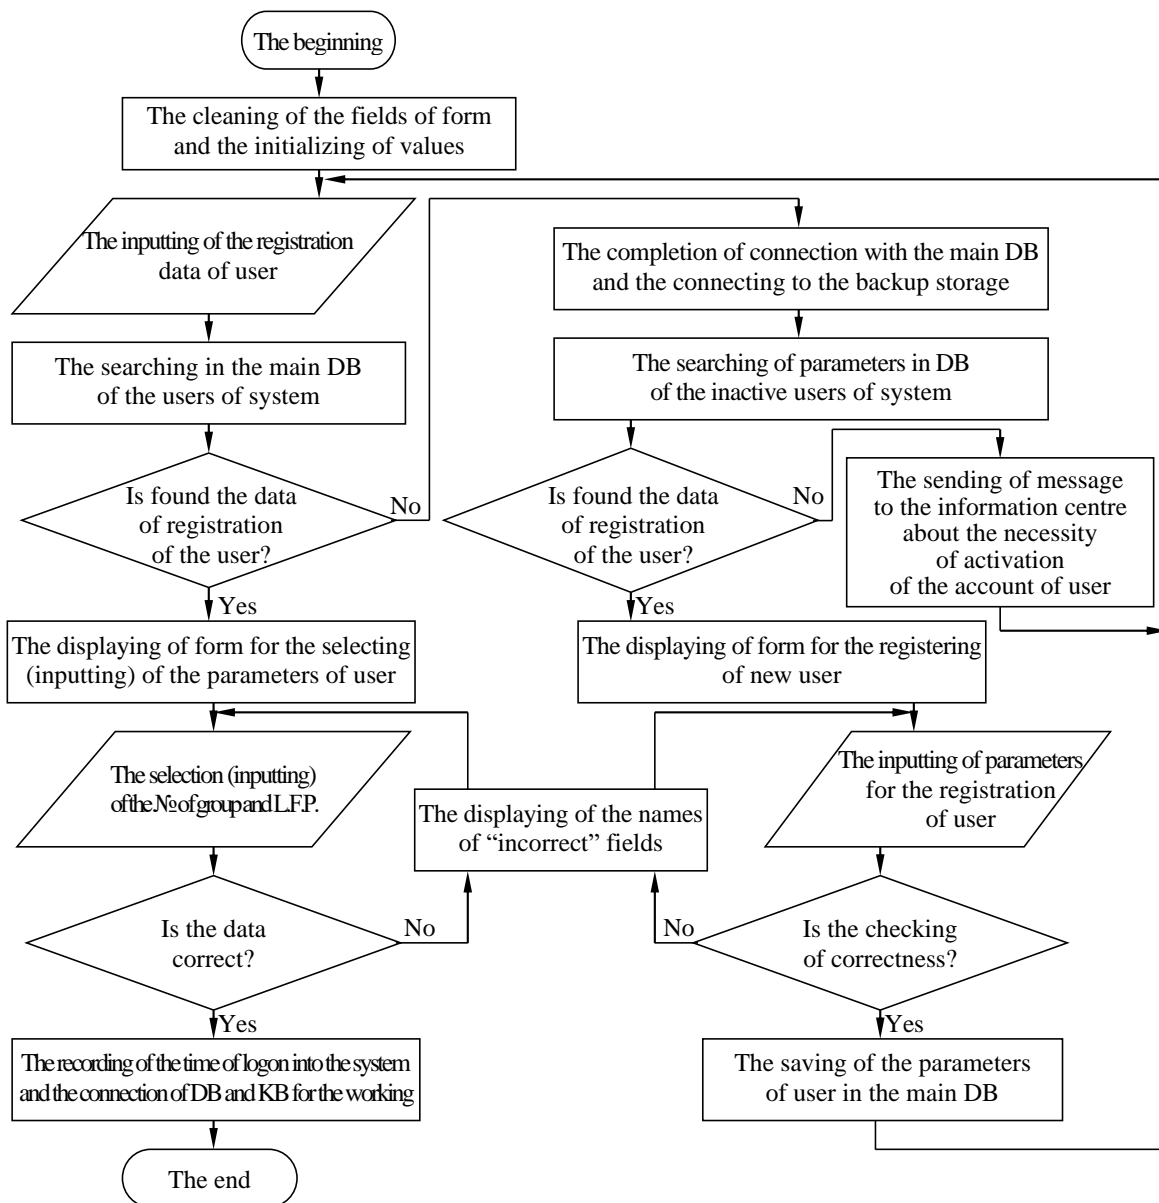 The beginning
The cleaning of the fields of form
and the initializing of values
The inputting of the registration
data of user
The searching in the main DB
of the users of system
Is found the data
of registration
of the user?
No
Yes
The completion of connection with the main DB
and the connecting to the backup storage
The searching of parameters in DB
of the inactive users of system
Is found the data
of registration
of the user?
No
Yes
The sending of message
to the information centre
about the necessity
of activation
of the account of user
The displaying of form for the selecting
(inputting) of the parameters of user
The displaying of form for the registering
of new user
The selection (inputting)
of the № of group and L.F.P.
The displaying of the names
of “incorrect” fields
The inputting of parameters
for the registration
of user
Is the data
correct?
No
Yes
Is the checking
of correctness?
No
Yes
The recording of the time of logon into the system
and the connection of DB and KB for the working
The saving of the parameters
of user in the main DB
The end